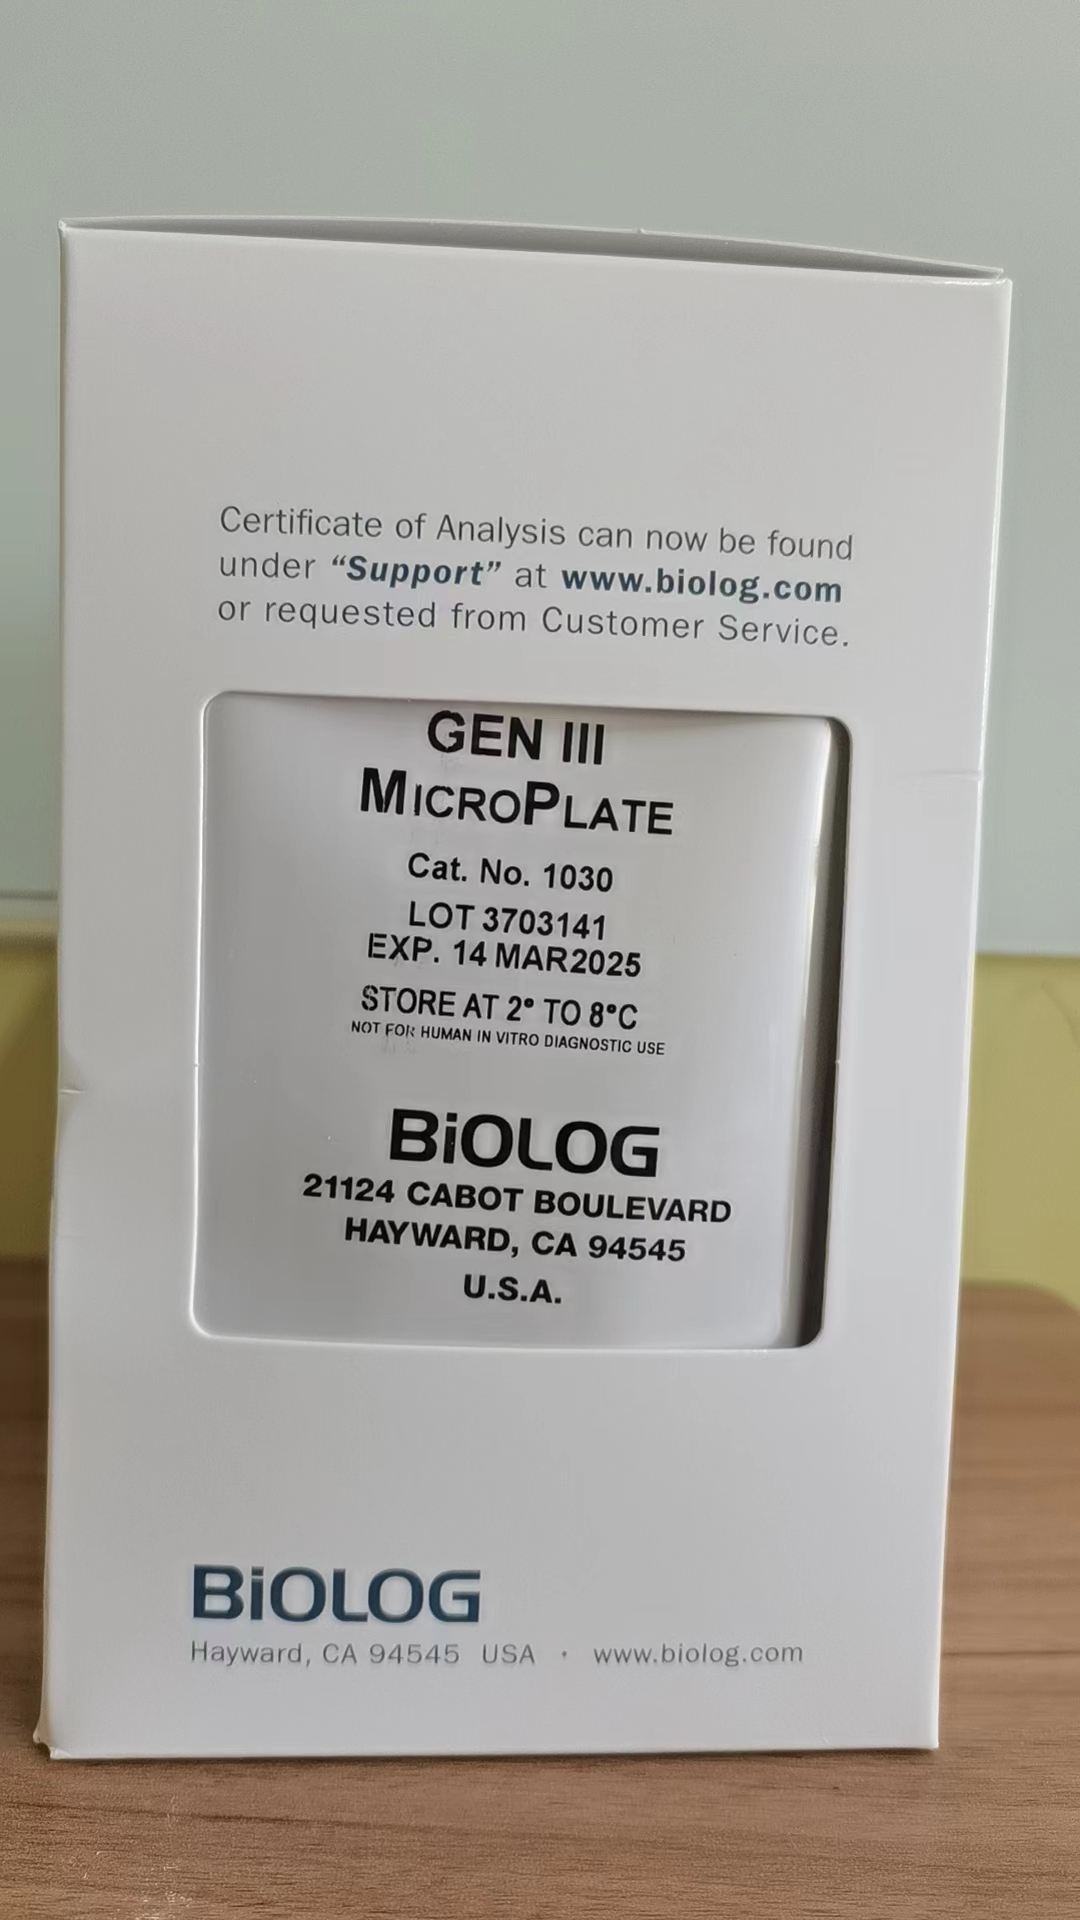 Certificate of Analysis can now be found
under “Support” at www.biolog.com
or requested from Customer Service.
GEN III
MICROPLATE
Cat. No. 1030
LOT 3703141
EXP. 14 MAR2025
STORE AT 2° TO 8°C
NOT FOR HUMAN IN VITRO DIAGNOSTIC USE
BiOLOG
21124 CABOT BOULEVARD
HAYWARD, CA 94545
U.S.A.
BiOLOG
Hayward, CA 94545 USA · www.biolog.com